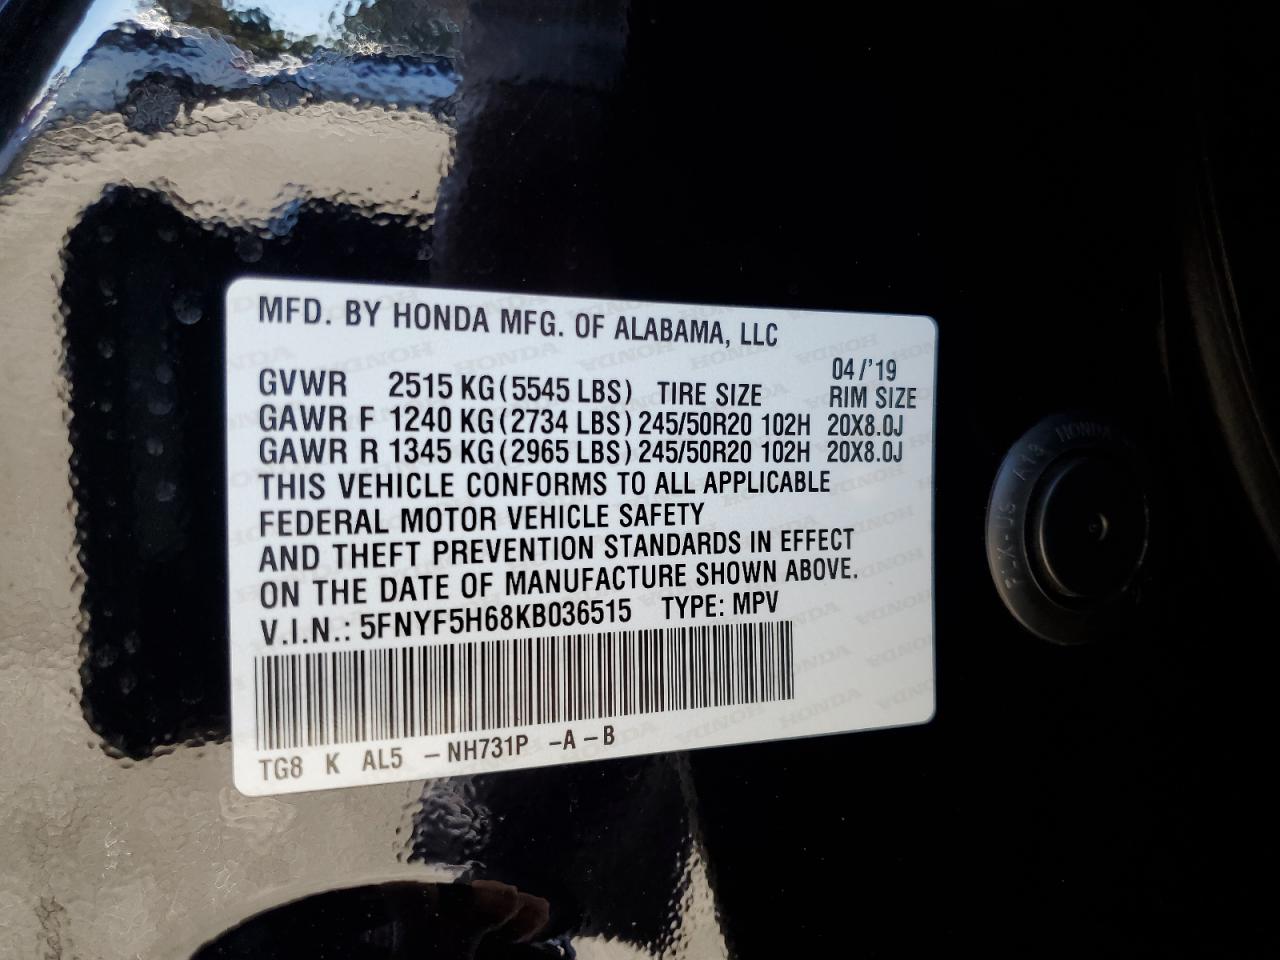 MFD. BY HONDA MFG. OF ALABAMA, LLC
04/'19
GVWR 2515 KG (5545 LBS) TIRE SIZE RIM SIZE
GAWR F 1240 KG (2734 LBS) 245/50R20 102H 20X8.0J
GAWR R 1345 KG (2965 LBS) 245/50R20 102H 20X8.0J
THIS VEHICLE CONFORMS TO ALL APPLICABLE
FEDERAL MOTOR VEHICLE SAFETY
AND THEFT PREVENTION STANDARDS IN EFFECT
ON THE DATE OF MANUFACTURE SHOWN ABOVE.
V.I.N.: 5FNYF5H68KB036515 TYPE: MPV
TG8 K AL5 -NH731P -A -B
HONDA